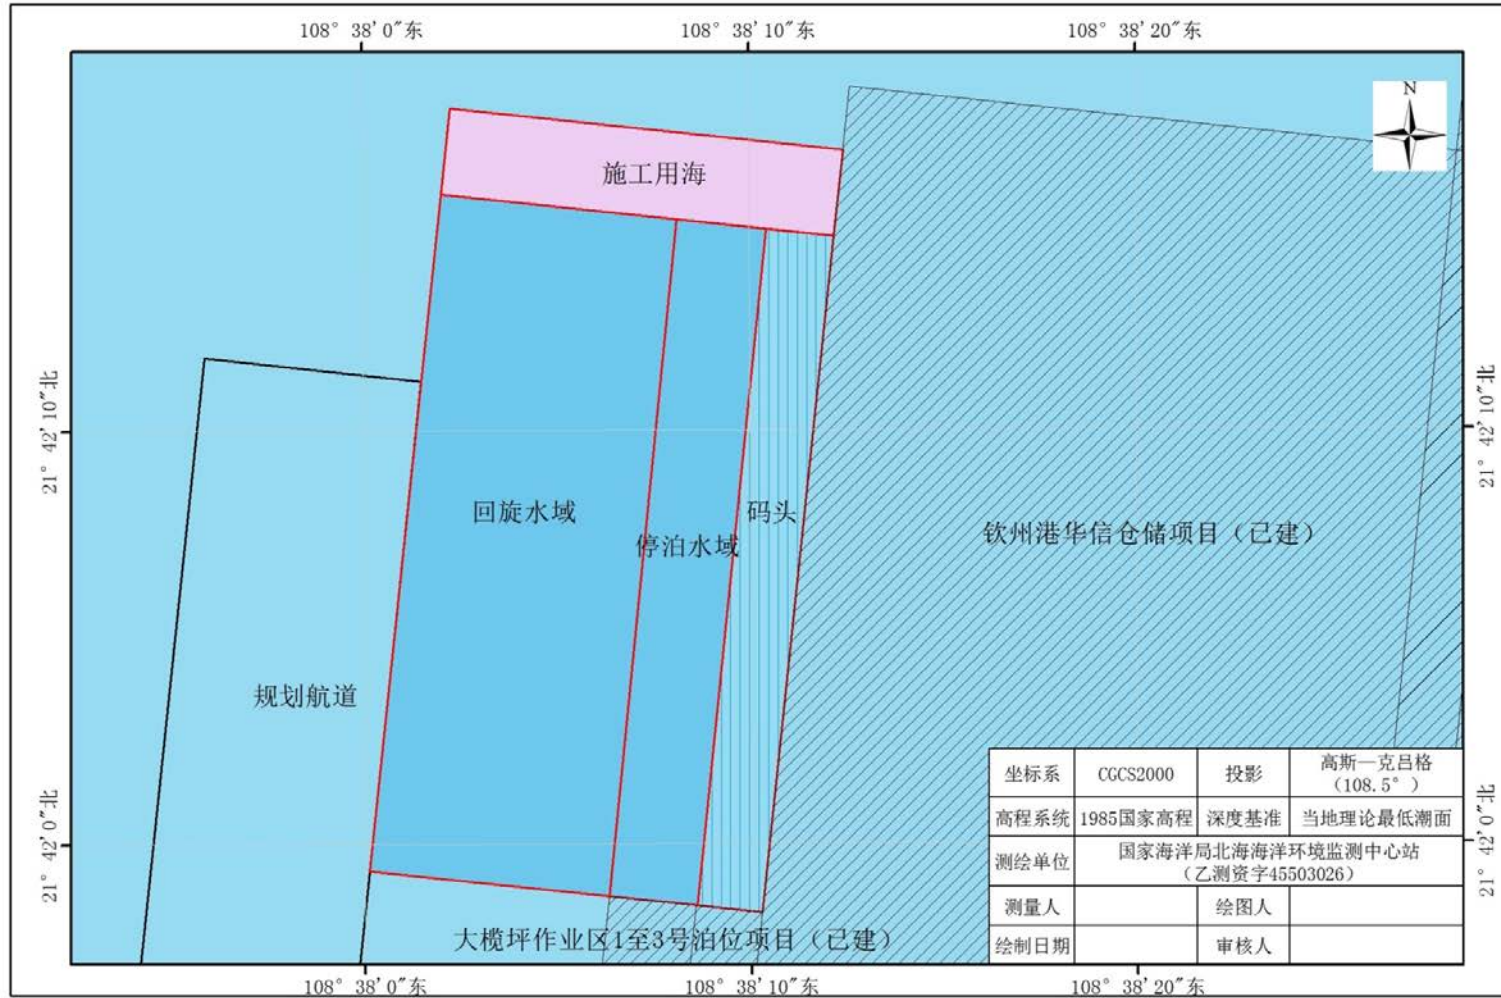 108° 38′0″东
108° 38′10″东
108° 38′20″东
N
施工用海
21° 42′10″北
21° 42′10″北
回旋水域
码头
停泊水域
钦州港华信仓储项目（已建）
规划航道
坐标系 CGCS2000 投影 高斯—克吕格
（108.5°）
高程系统 1985国家高程 深度基准 当地理论最低潮面
测绘单位 国家海洋局北海海洋环境监测中心站
（乙测资字45503026）
测量人 绘图人
绘制日期 审核人
21° 42′0″北
21° 42′0″北
大榄坪作业区1至3号泊位项目（已建）
108° 38′0″东
108° 38′10″东
108° 38′20″东